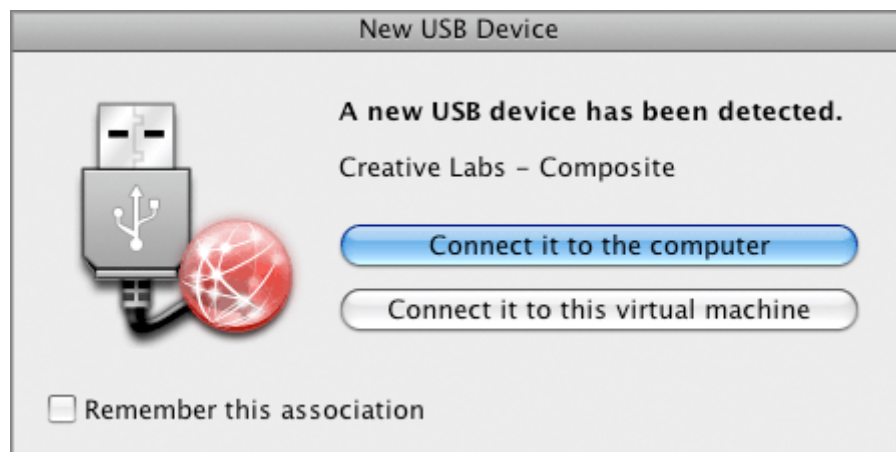 New USB Device
A new USB device has been detected.
Creative Labs – Composite
Connect it to the computer
Connect it to this virtual machine
Remember this association